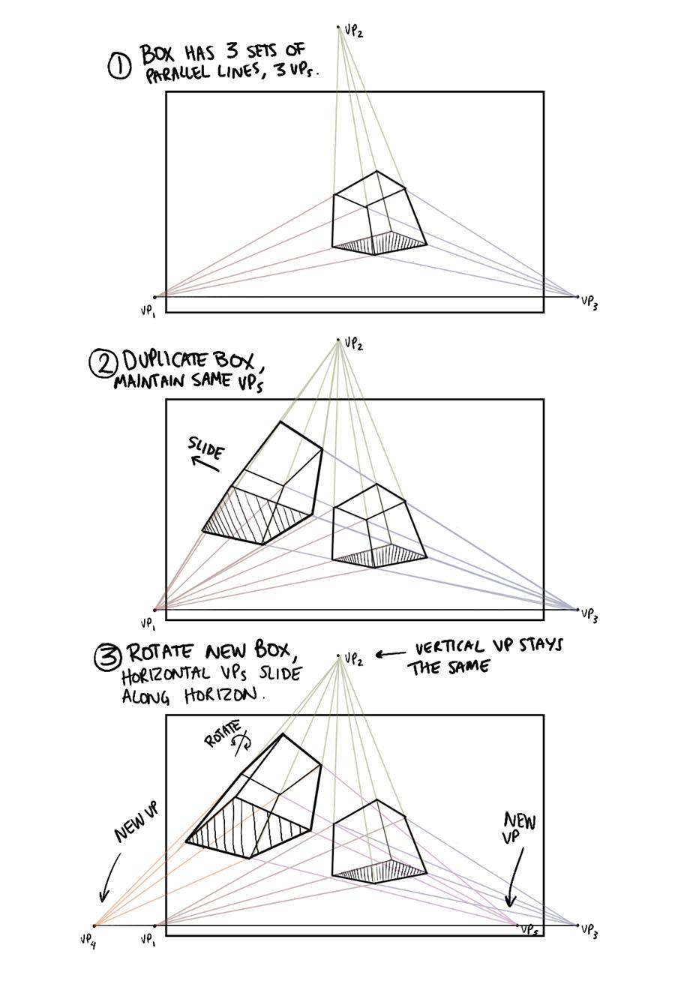 VP2
① BOX HAS 3 SETS OF
PARALLEL LINES, 3 VPs.
VP1
VP3
VP2
② DUPLICATE BOX,
MAINTAIN SAME VPs
SLIDE
VP1
VP3
③ ROTATE NEW BOX,
HORIZONTAL VPs SLIDE
ALONG HORIZON.
VP2
VERTICAL VP STAYS
THE SAME
ROTATE
NEW VP
NEW
VP
VP4
VP1
VP5
VP3